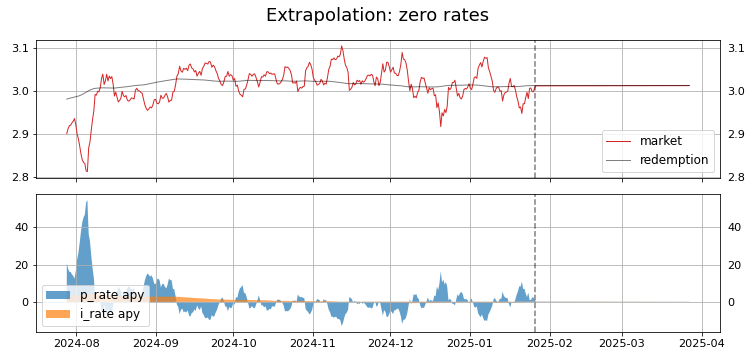 Extrapolation: zero rates
3.1 3.1
3.0 3.0
2.9 2.9
2.8 2.8
market
redemption
40 40
20 20
0 0
p_rate apy
i_rate apy
2024-08 2024-09 2024-10 2024-11 2024-12 2025-01 2025-02 2025-03 2025-04